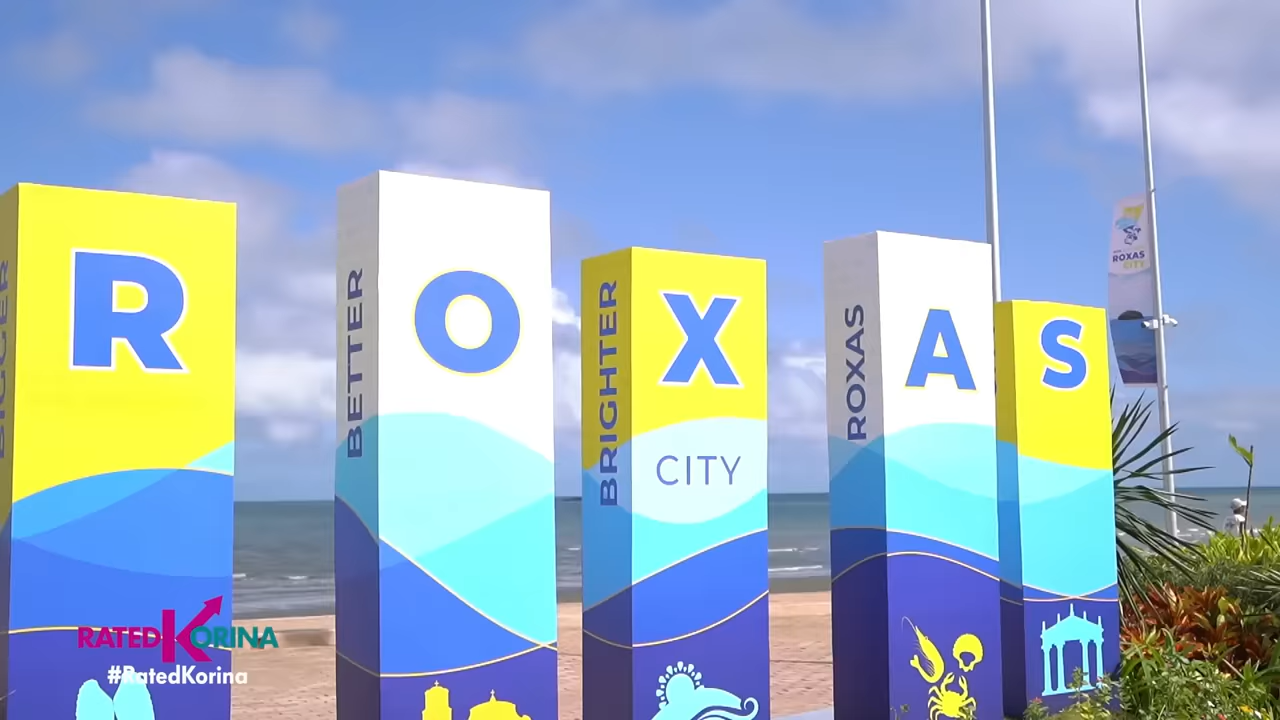 BIGGER
R
BETTER
O
BRIGHTER
X
CITY
ROXAS
A
S
ROXAS
CITY
RATED KORINA
#RatedKorina